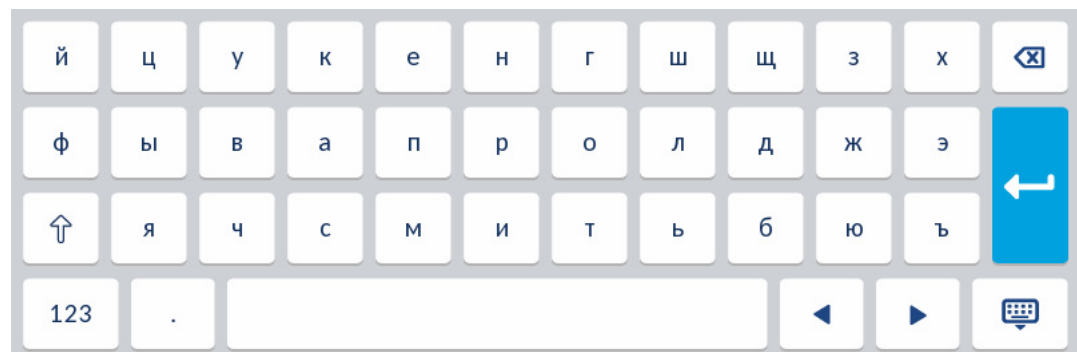 й ц у к е н г ш щ з х
ф ы в а п р о л д ж э
я ч с м и т ь б ю ъ
123 .